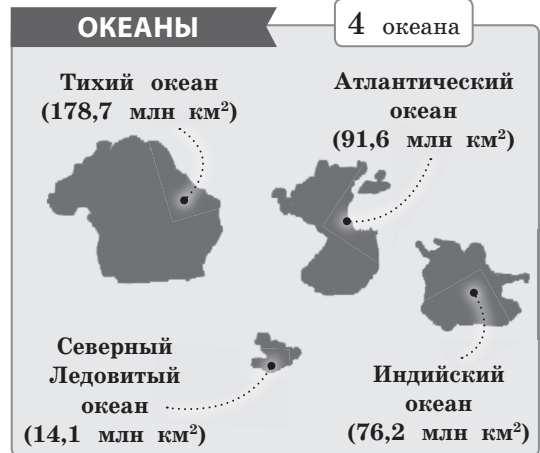 ОКЕАНЫ
4 океана
Тихий океан
(178,7 млн км²)
Атлантический
океан
(91,6 млн км²)
Северный
Ледовитый
океан
(14,1 млн км²)
Индийский
океан
(76,2 млн км²)